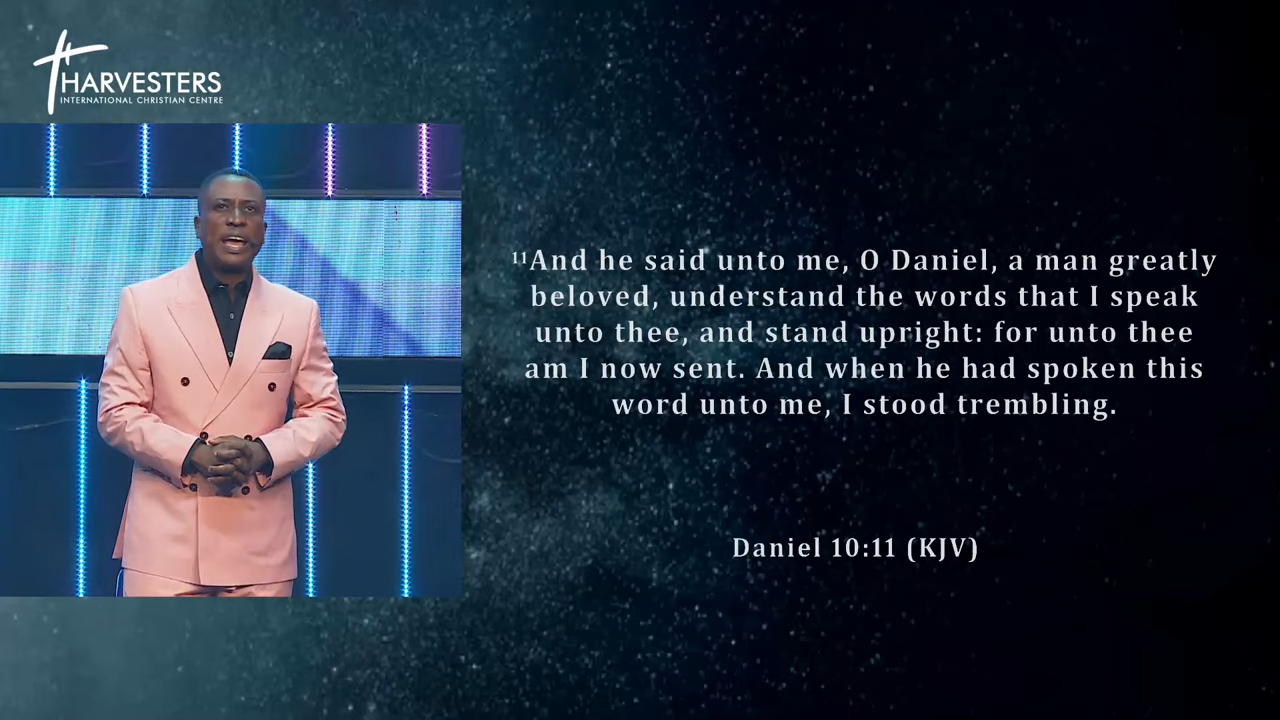 HARVESTERS
INTERNATIONAL CHRISTIAN CENTRE
¹¹And he said unto me, O Daniel, a man greatly
beloved, understand the words that I speak
unto thee, and stand upright: for unto thee
am I now sent. And when he had spoken this
word unto me, I stood trembling.
Daniel 10:11 (KJV)